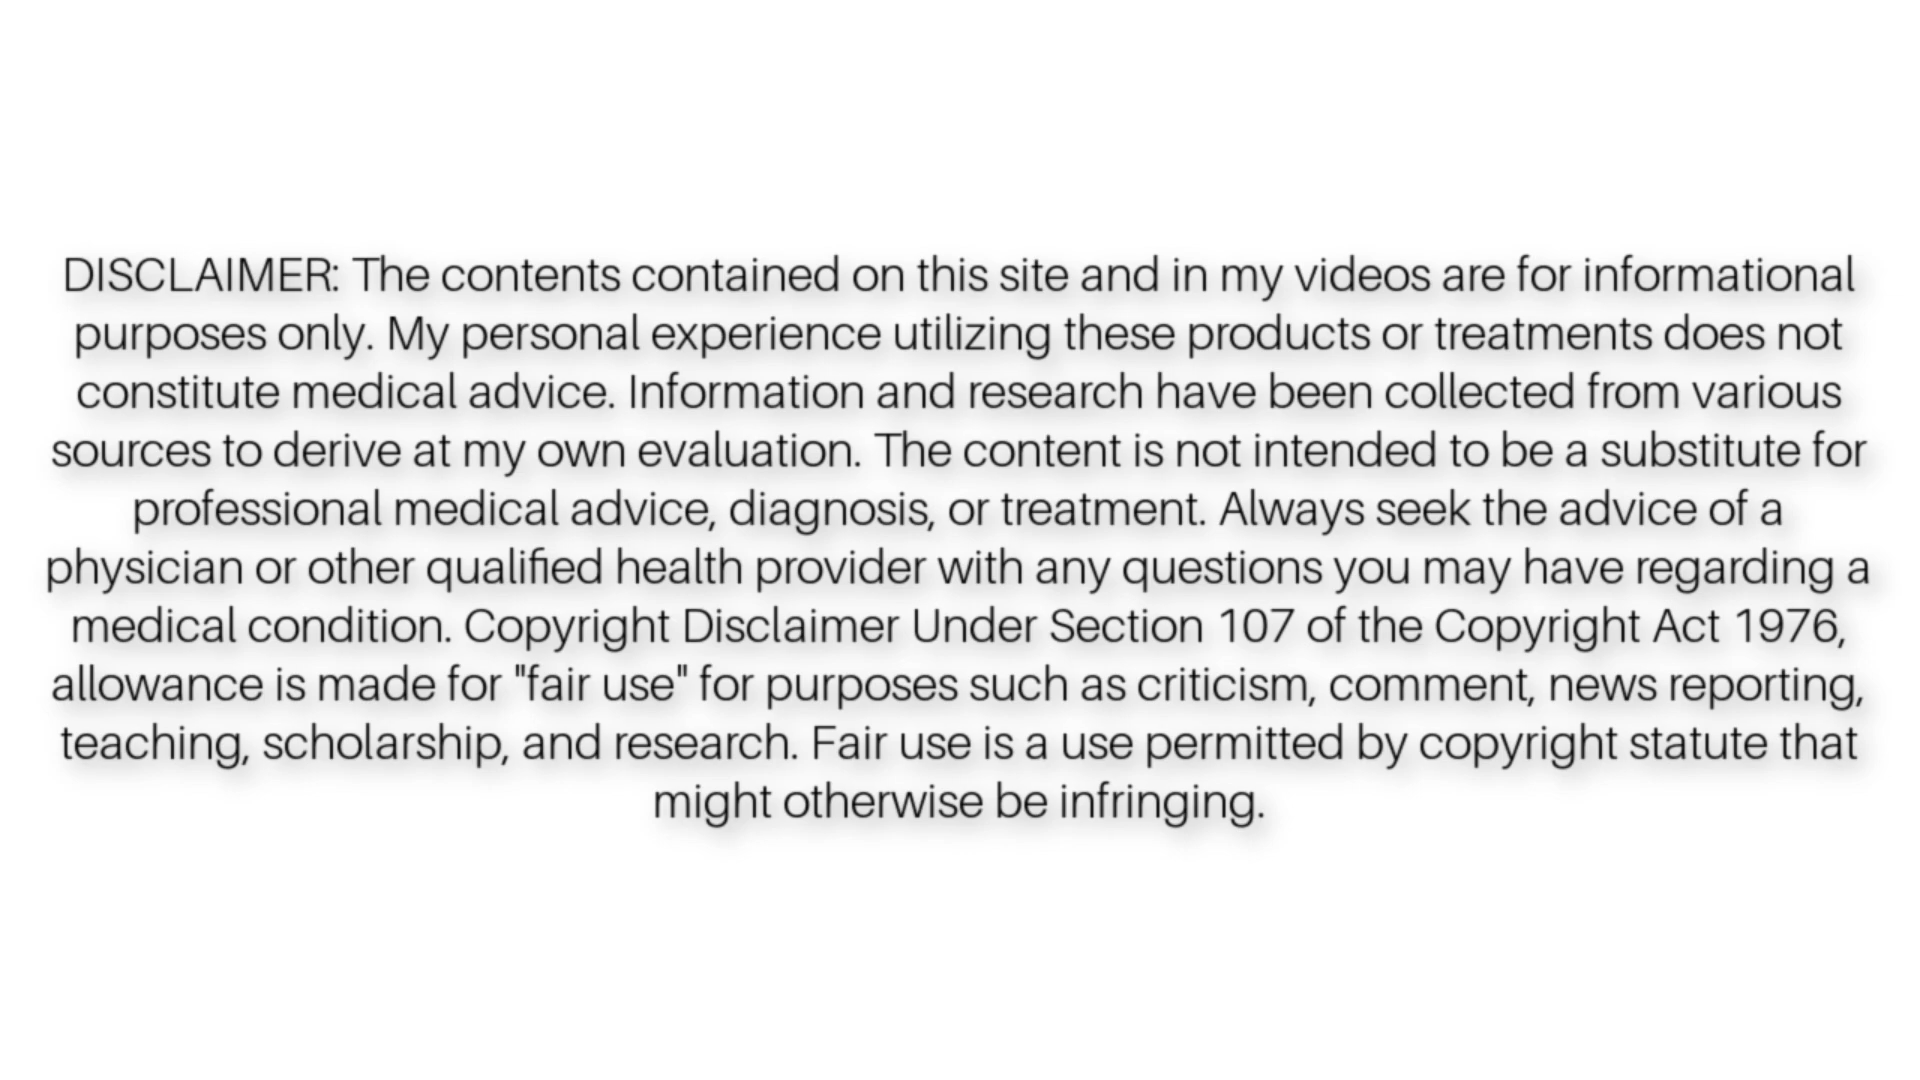 DISCLAIMER: The contents contained on this site and in my videos are for informational
purposes only. My personal experience utilizing these products or treatments does not
constitute medical advice. Information and research have been collected from various
sources to derive at my own evaluation. The content is not intended to be a substitute for
professional medical advice, diagnosis, or treatment. Always seek the advice of a
physician or other qualified health provider with any questions you may have regarding a
medical condition. Copyright Disclaimer Under Section 107 of the Copyright Act 1976,
allowance is made for "fair use" for purposes such as criticism, comment, news reporting,
teaching, scholarship, and research. Fair use is a use permitted by copyright statute that
might otherwise be infringing.